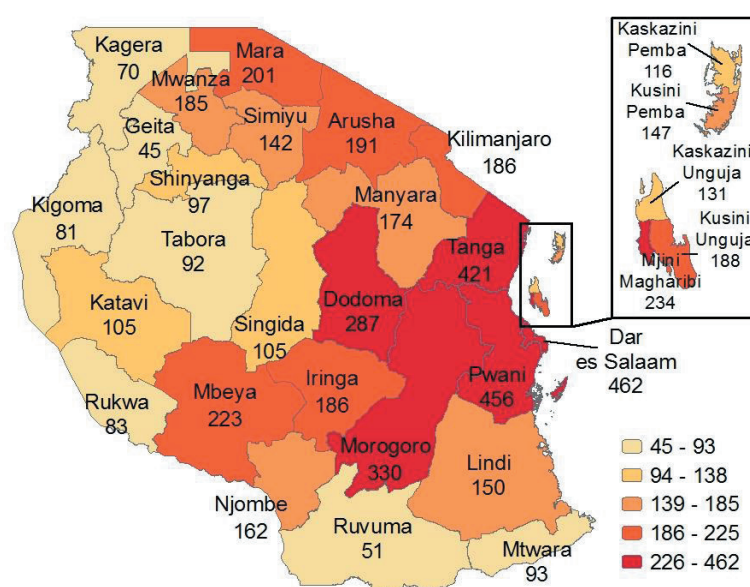 Kagera
70
Mara
201
Mwanza
185
Geita
45
Simiyu
142
Arusha
191
Kilimanjaro
186
Shinyanga
97
Kigoma
81
Tabora
92
Manyara
174
Tanga
421
Katavi
105
Singida
105
Dodoma
287
Rukwa
83
Mbeya
223
Iringa
186
Pwani
456
Dar
es Salaam
462
Morogoro
330
Lindi
150
Njombe
162
Ruvuma
51
Mtwara
93
Kaskazini
Pemba
116
Kusini
Pemba
147
Kaskazini
Unguja
131
Kusini
Unguja
188
Mjini
Magharibi
234
45 - 93
94 - 138
139 - 185
186 - 225
226 - 462